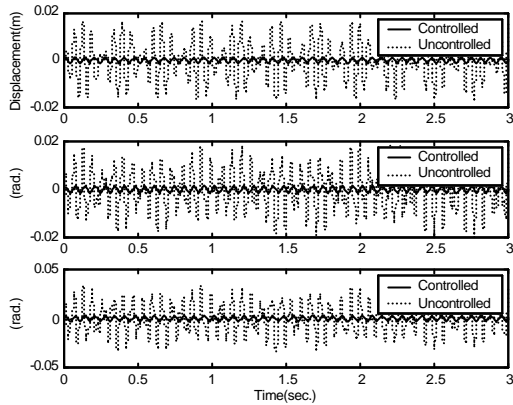 0.02
Displacement(m)
0
-0.02
Controlled
Uncontrolled
0 0.5 1 1.5 2 2.5 3
0.02
(rad.)
0
-0.02
Controlled
Uncontrolled
0 0.5 1 1.5 2 2.5 3
0.05
(rad.)
0
-0.05
Controlled
Uncontrolled
0 0.5 1 1.5 2 2.5 3
Time(sec.)